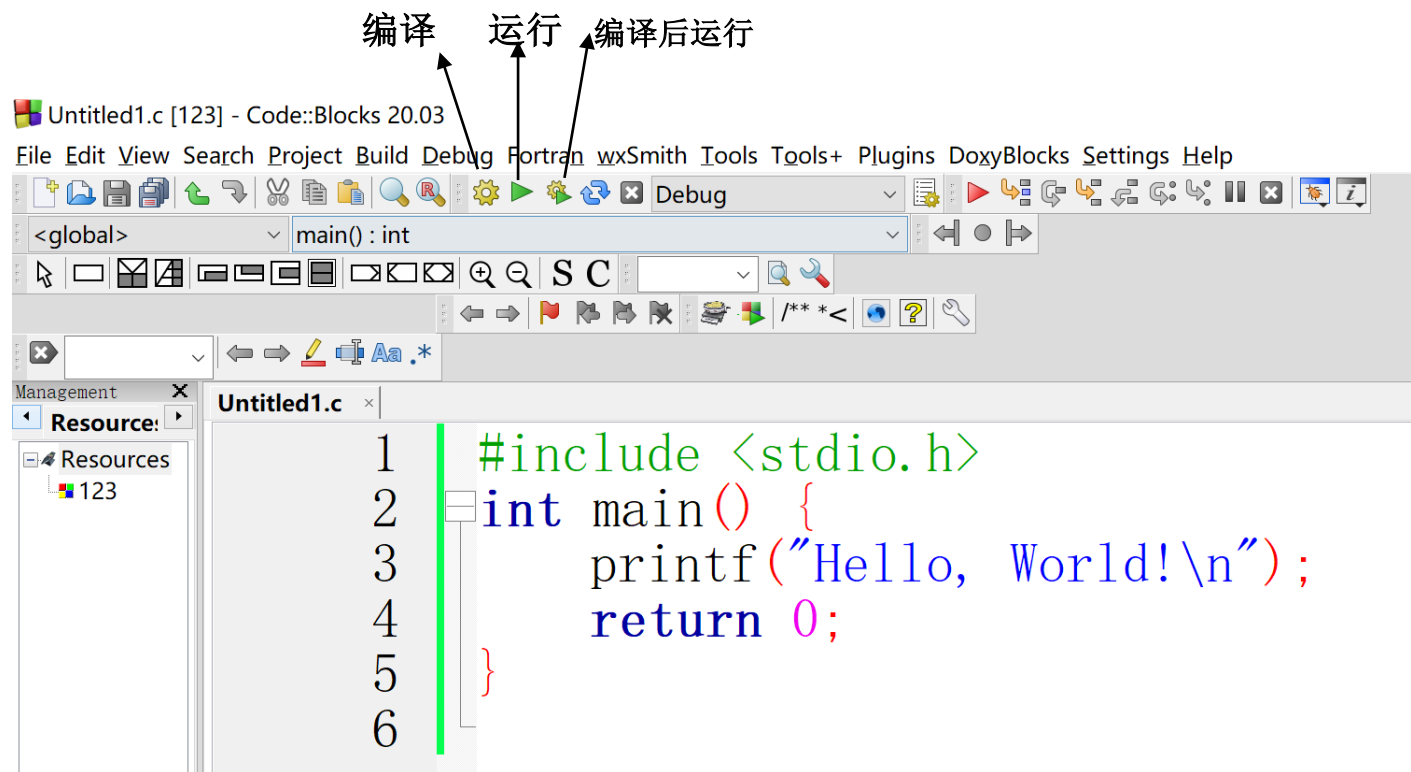 编译 运行 编译后运行
Untitled1.c [123] - Code::Blocks 20.03
File Edit View Search Project Build Debug Fortran wxSmith Tools Tools+ Plugins DoxyBlocks Settings Help
Debug
<global> main() : int
S C
/** *<
Aa .*
Management
Resources
Untitled1.c
Resources
123
1 #include <stdio.h>
2 int main() {
3 printf("Hello, World!\n");
4 return 0;
5 }
6